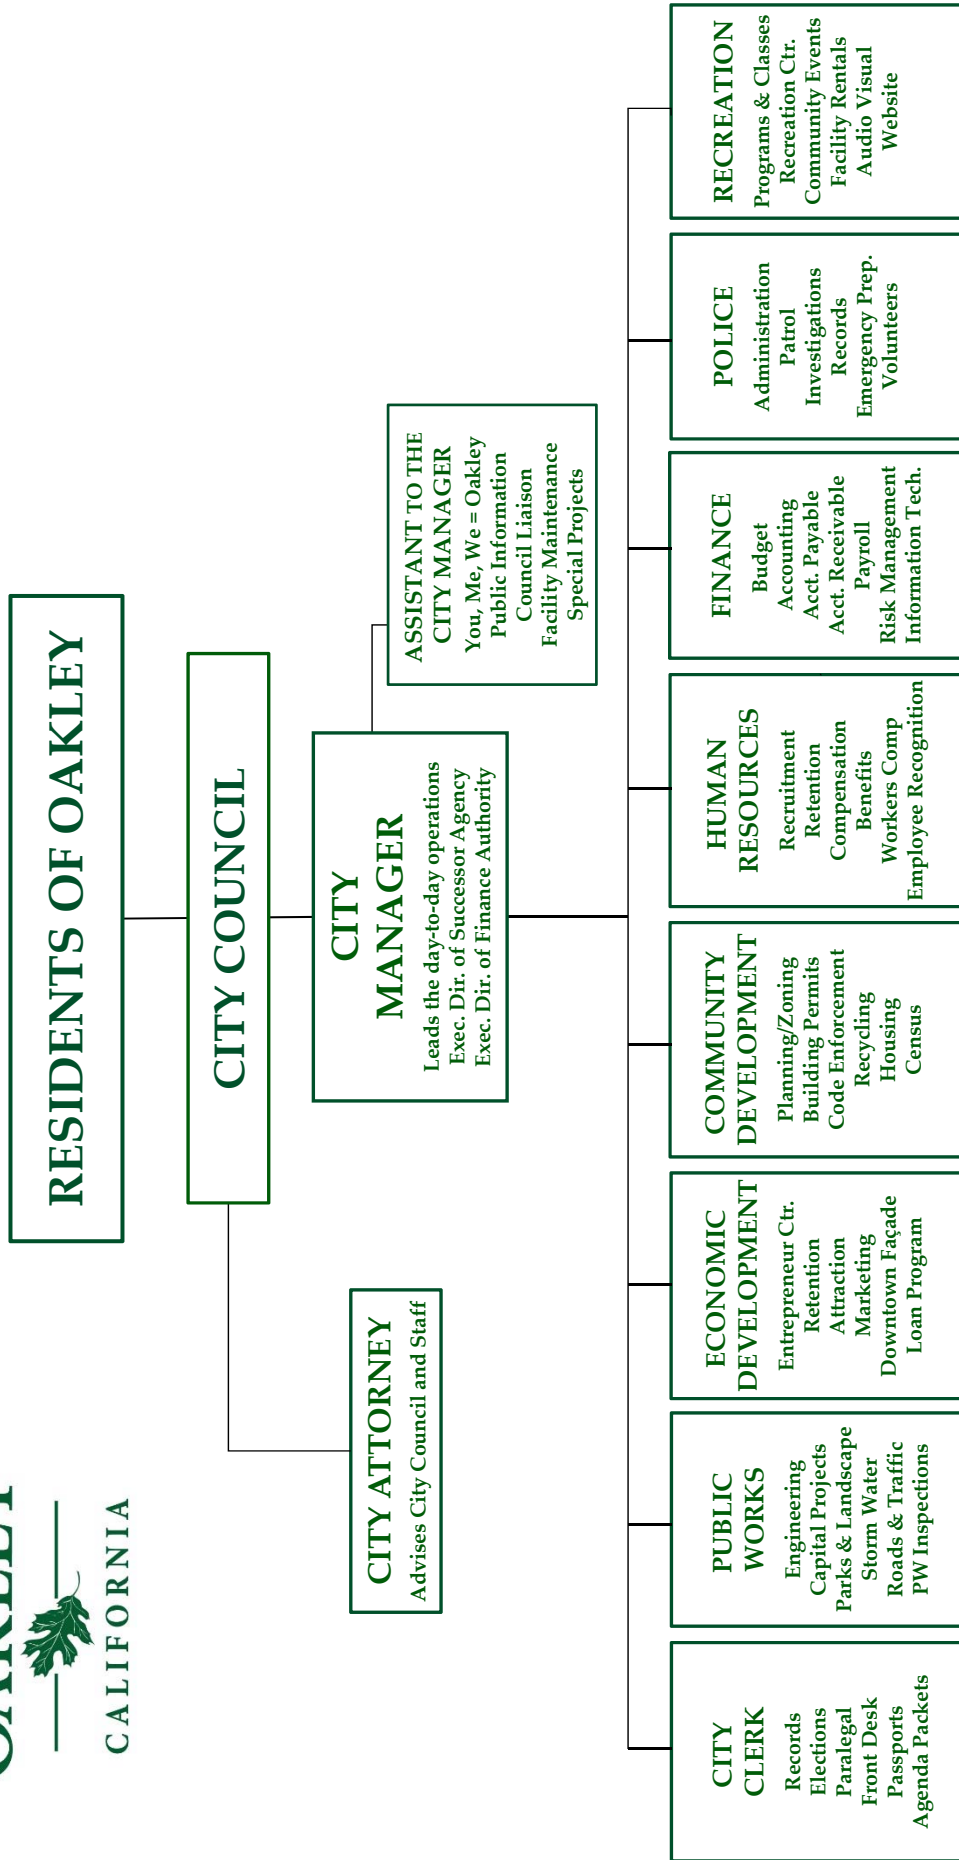 OAKLEY
CALIFORNIA
RESIDENTS OF OAKLEY
CITY COUNCIL
CITY ATTORNEY
Advises City Council and Staff
CITY
MANAGER
Leads the day-to-day operations
Exec. Dir. of Successor Agency
Exec. Dir. of Finance Authority
ASSISTANT TO THE
CITY MANAGER
You, Me, We = Oakley
Public Information
Council Liaison
Facility Maintenance
Special Projects
CITY
CLERK
Records
Elections
Paralegal
Front Desk
Passports
Agenda Packets
PUBLIC
WORKS
Engineering
Capital Projects
Parks & Landscape
Storm Water
Roads & Traffic
PW Inspections
ECONOMIC
DEVELOPMENT
Entrepreneur Ctr.
Retention
Attraction
Marketing
Downtown Façade
Loan Program
COMMUNITY
DEVELOPMENT
Planning/Zoning
Building Permits
Code Enforcement
Recycling
Housing
Census
HUMAN
RESOURCES
Recruitment
Retention
Compensation
Benefits
Workers Comp
Employee Recognition
FINANCE
Budget
Accounting
Acct. Payable
Acct. Receivable
Payroll
Risk Management
Information Tech.
POLICE
Administration
Patrol
Investigations
Records
Emergency Prep.
Volunteers
RECREATION
Programs & Classes
Recreation Ctr.
Community Events
Facility Rentals
Audio Visual
Website